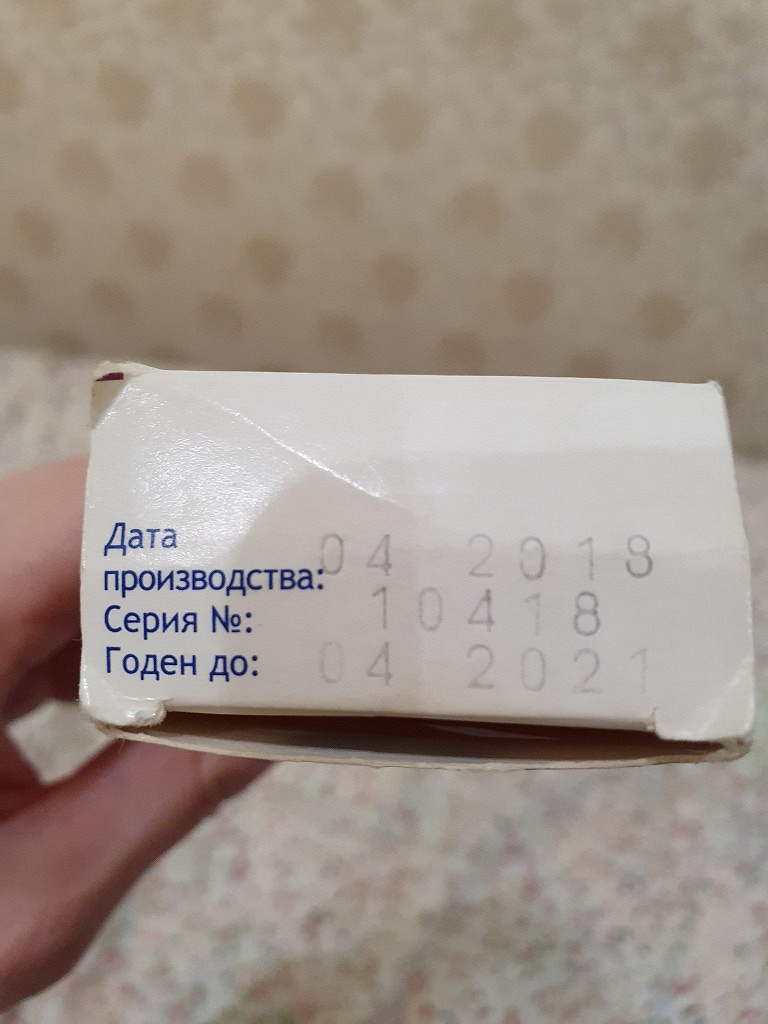 Дата
производства: 04 2018
Серия №: 10418
Годен до: 04 2021